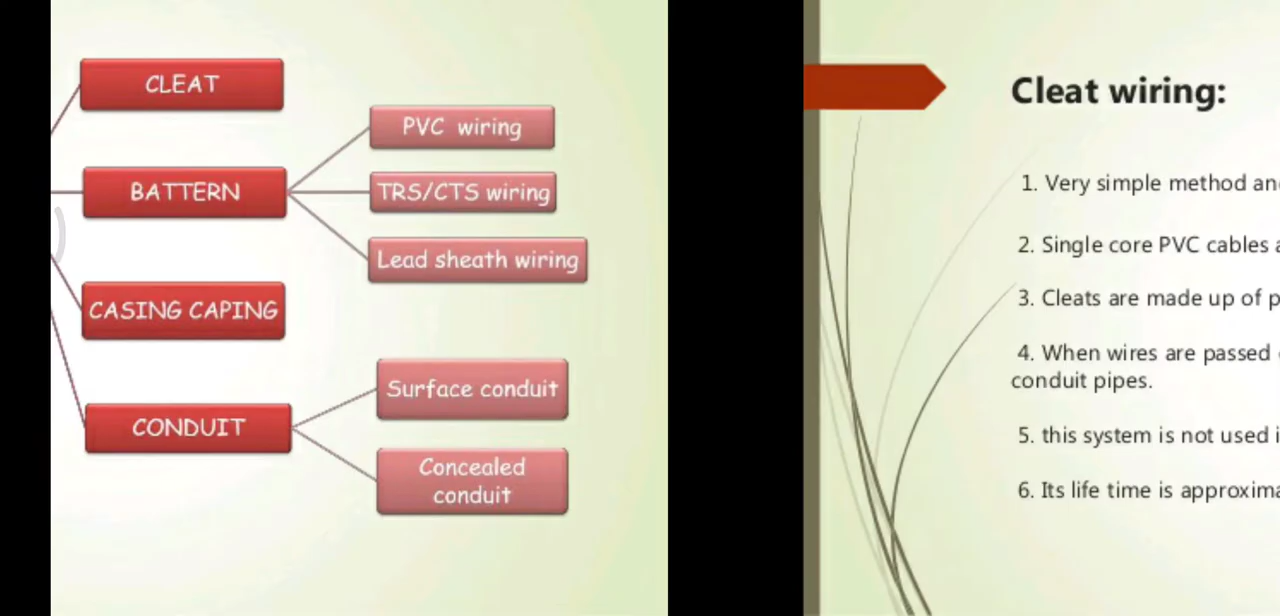 CLEAT
BATTERN
PVC wiring
TRS/CTS wiring
Lead sheath wiring
CASING CAPING
CONDUIT
Surface conduit
Concealed
conduit
Cleat wiring:
1. Very simple method
2. Single core PVC cables
3. Cleats are made up of
4. When wires are passed
conduit pipes.
5. this system is not used
6. Its life time is